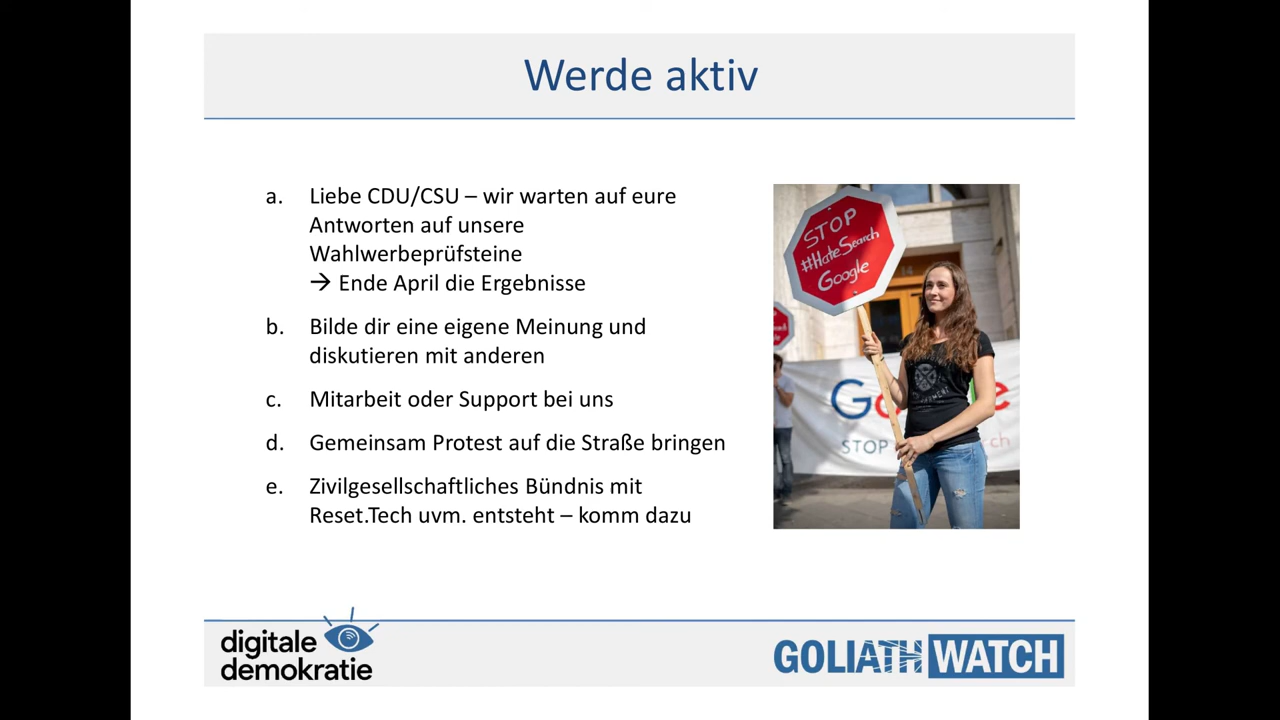 Werde aktiv
a. Liebe CDU/CSU – wir warten auf eure
Antworten auf unsere
Wahlwerbeprüfsteine
→ Ende April die Ergebnisse
b. Bilde dir eine eigene Meinung und
diskutieren mit anderen
c. Mitarbeit oder Support bei uns
d. Gemeinsam Protest auf die Straße bringen
e. Zivilgesellschaftliches Bündnis mit
Reset.Tech uvm. entsteht – komm dazu
STOP
#HateSearch
Google
14
STOP
digitale
demokratie
GOLIATH WATCH